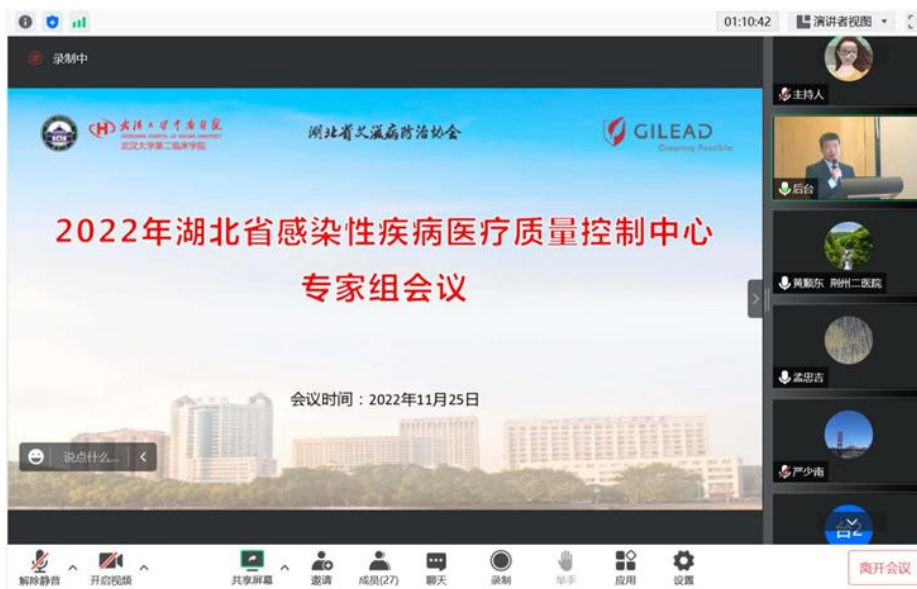 01:10:42
演讲者视图
录制中
主持人
武汉大学中南医院
武汉大学第二临床学院
湖北省艾滋病防治协会
GILEAD
Creating Possible
后台
2022年湖北省感染性疾病医疗质量控制中心
专家组会议
黄顺东 荆州二医院
孟忠吉
会议时间：2022年11月25日
说点什么...
严少南
台2
解除静音
开启视频
共享屏幕
邀请
成员(27)
聊天
录制
举手
应用
设置
离开会议